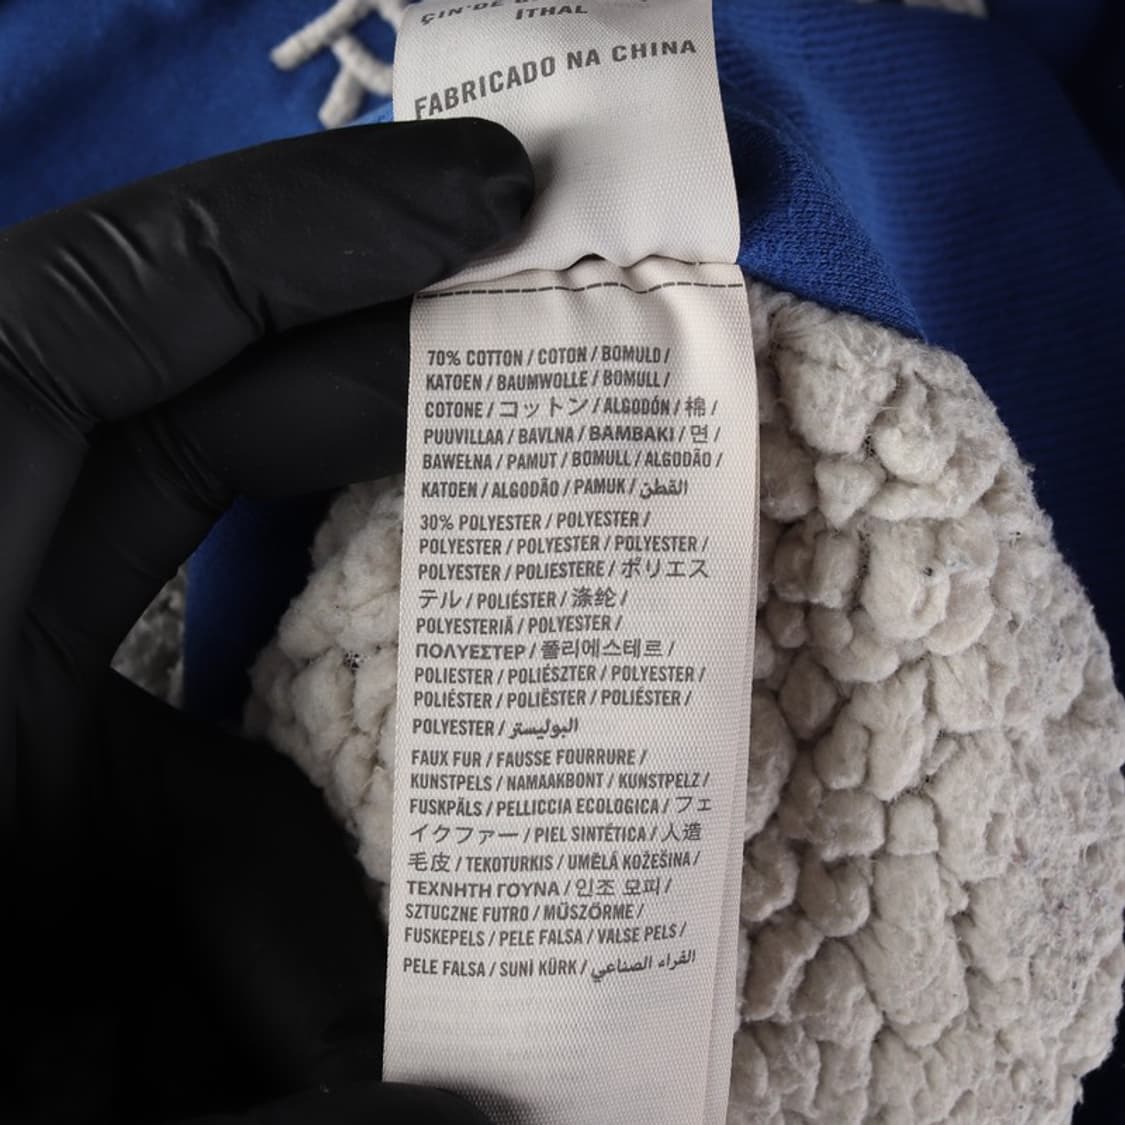 ÇİN'DE
İTHAL
FABRICADO NA CHINA
70% COTTON / COTON / BOMULD /
KATOEN / BAUMWOLLE / BOMULL /
COTONE / コットン / ALGODÓN / 棉 /
PUUVILLAA / BAVLNA / BAMBAKI / 면 /
BAWEŁNA / PAMUT / BOMULL / ALGODÃO /
KATOEN / ALGODÃO / PAMUK / القطن
30% POLYESTER / POLYESTER /
POLYESTER / POLYESTER / POLYESTER /
POLYESTER / POLIESTERE / ポリエス
テル / POLIÉSTER / 涤纶 /
POLYESTERIÄ / POLYESTER /
ΠΟΛΥΕΣΤΕΡ / 폴리에스테르 /
POLIESTER / POLIÉSZTER / POLYESTER /
POLIÉSTER / POLIËSTER / POLIÉSTER /
POLYESTER / البوليستر
FAUX FUR / FAUSSE FOURRURE /
KUNSTPELS / NAMAAKBONT / KUNSTPELZ /
FUSKPÄLS / PELLICCIA ECOLOGICA / フェ
イクファー / PIEL SINTÉTICA / 人造
毛皮 / TEKOTURKIS / UMĚLÁ KOŽEŠINA /
ΤΕΧΝΗΤΗ ΓΟΥΝΑ / 인조 모피 /
SZTUCZNE FUTRO / MŰSZŐRME /
FUSKEPELS / PELE FALSA / VALSE PELS /
PELE FALSA / SUNİ KÜRK / الفراء الصناعي